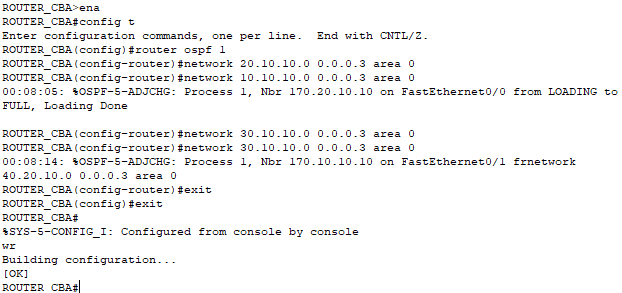 ROUTER_CBA>ena
ROUTER_CBA#config t
Enter configuration commands, one per line.  End with CNTL/Z.
ROUTER_CBA(config)#router ospf 1
ROUTER_CBA(config-router)#network 20.10.10.0 0.0.0.3 area 0
ROUTER_CBA(config-router)#network 10.10.10.0 0.0.0.3 area 0
00:08:05: %OSPF-5-ADJCHG: Process 1, Nbr 170.20.10.10 on FastEthernet0/0 from LOADING to
FULL, Loading Done
ROUTER_CBA(config-router)#network 30.10.10.0 0.0.0.3 area 0
ROUTER_CBA(config-router)#network 30.10.10.0 0.0.0.3 area 0
00:08:14: %OSPF-5-ADJCHG: Process 1, Nbr 170.10.10.10 on FastEthernet0/1 frnetwork
40.20.10.0 0.0.0.3 area 0
ROUTER_CBA(config-router)#exit
ROUTER_CBA(config)#exit
ROUTER_CBA#
%SYS-5-CONFIG_I: Configured from console by console
wr
Building configuration...
[OK]
ROUTER_CBA#